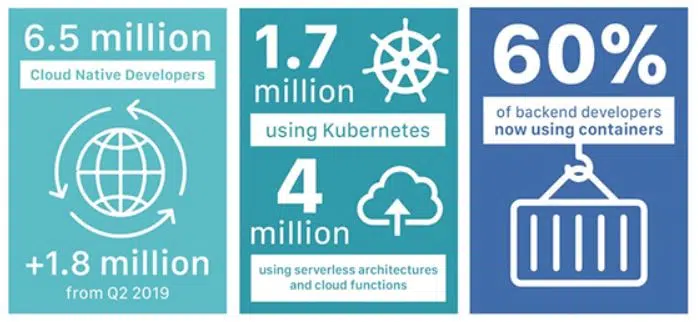 6.5 million
Cloud Native Developers
+1.8 million
from Q2 2019
1.7
million
using Kubernetes
4
million
using serverless architectures
and cloud functions
60%
of backend developers
now using containers